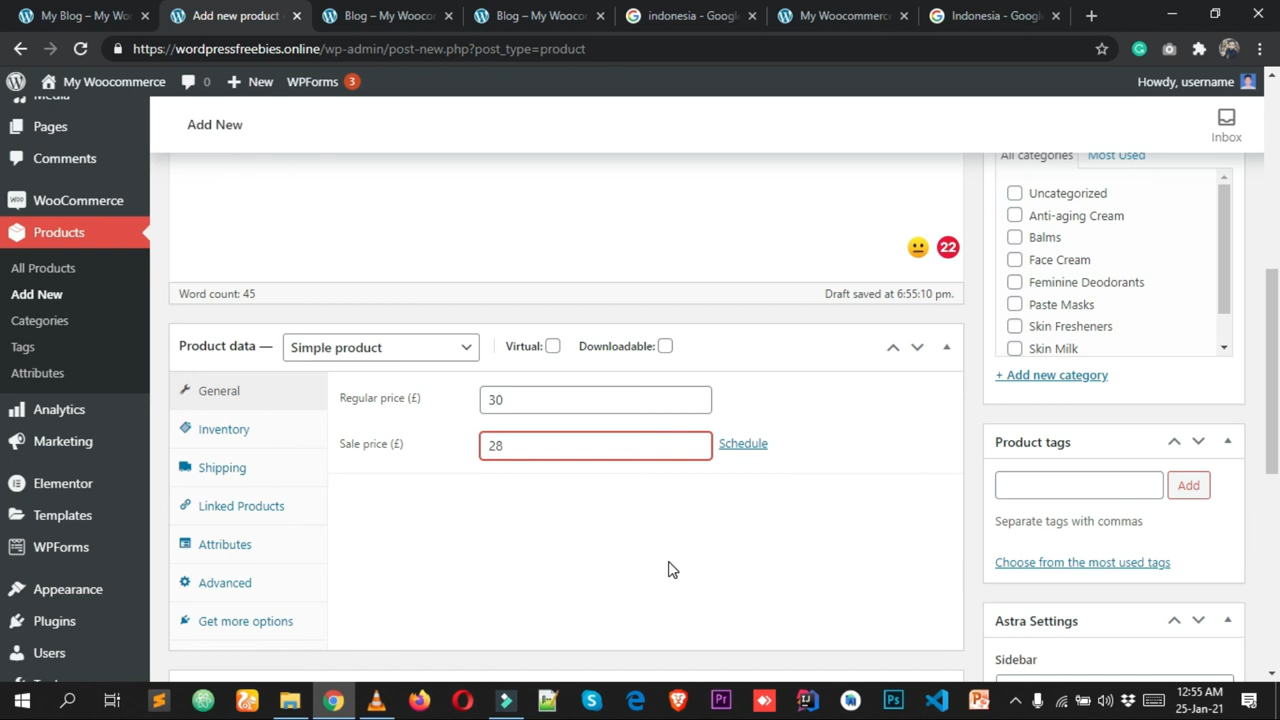 My Blog – My Wo
Add new product
Blog – My Wooco
Blog – My Wooco
indonesia - Goog
My Woocommerce
Indonesia - Goog
https://wordpressfreebies.online/wp-admin/post-new.php?post_type=product
My Woocommerce
0
New
WPForms
3
Howdy, username
Media
Pages
Comments
WooCommerce
Products
All Products
Add New
Categories
Tags
Attributes
Analytics
Marketing
Elementor
Templates
WPForms
Appearance
Plugins
Users
Add New
Inbox
22
Word count: 45
Draft saved at 6:55:10 pm.
Product data —
Simple product
Virtual:
Downloadable:
General
Inventory
Shipping
Linked Products
Attributes
Advanced
Get more options
Regular price (£)
30
Sale price (£)
28
Schedule
All categories
Most Used
Uncategorized
Anti-aging Cream
Balms
Face Cream
Feminine Deodorants
Paste Masks
Skin Fresheners
Skin Milk
+ Add new category
Product tags
Add
Separate tags with commas
Choose from the most used tags
Astra Settings
Sidebar
12:55 AM
25-Jan-21